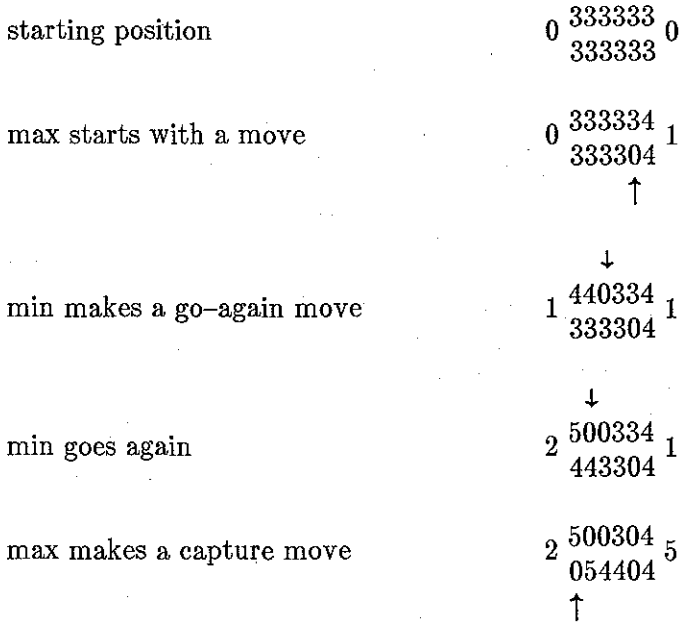 starting position 0 333333 0
333333
max starts with a move 0 333334 1
333304
↑
↓
min makes a go–again move 1 440334 1
333304
↓
min goes again 2 500334 1
443304
max makes a capture move 2 500304 5
054404
↑